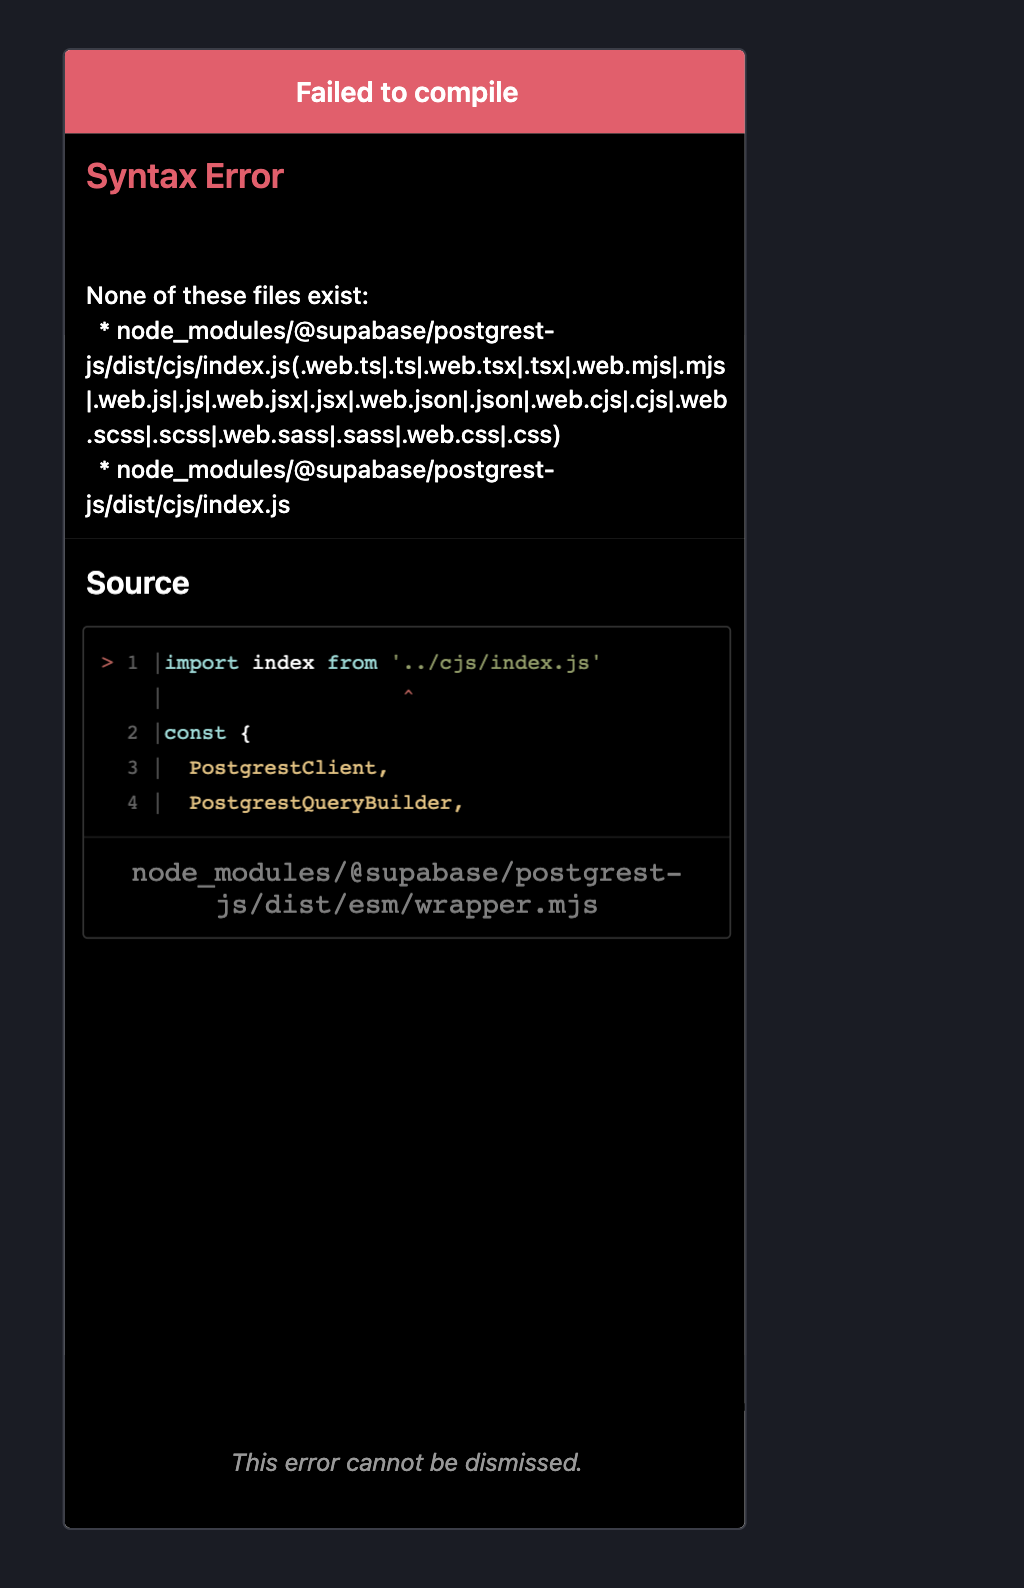 Failed to compile
Syntax Error
None of these files exist:
* node_modules/@supabase/postgrest-
js/dist/cjs/index.js(.web.ts|.ts|.web.tsx|.tsx|.web.mjs|.mjs
|.web.js|.js|.web.jsx|.jsx|.web.json|.json|.web.cjs|.cjs|.web
.scss|.scss|.web.sass|.sass|.web.css|.css)
* node_modules/@supabase/postgrest-
js/dist/cjs/index.js
Source
> 1 |import index from '../cjs/index.js'
| ^
2 |const {
3 | PostgrestClient,
4 | PostgrestQueryBuilder,
node_modules/@supabase/postgrest-
js/dist/esm/wrapper.mjs
This error cannot be dismissed.